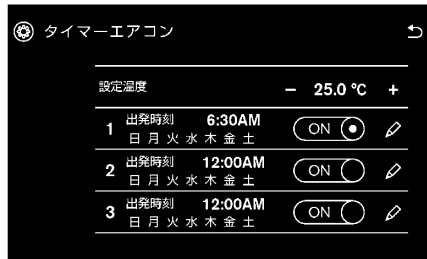 タイマーエアコン
設定温度 − 25.0 ℃ +
1 出発時刻 6:30AM ON
日 月 火 水 木 金 土
2 出発時刻 12:00AM ON
日 月 火 水 木 金 土
3 出発時刻 12:00AM ON
日 月 火 水 木 金 土